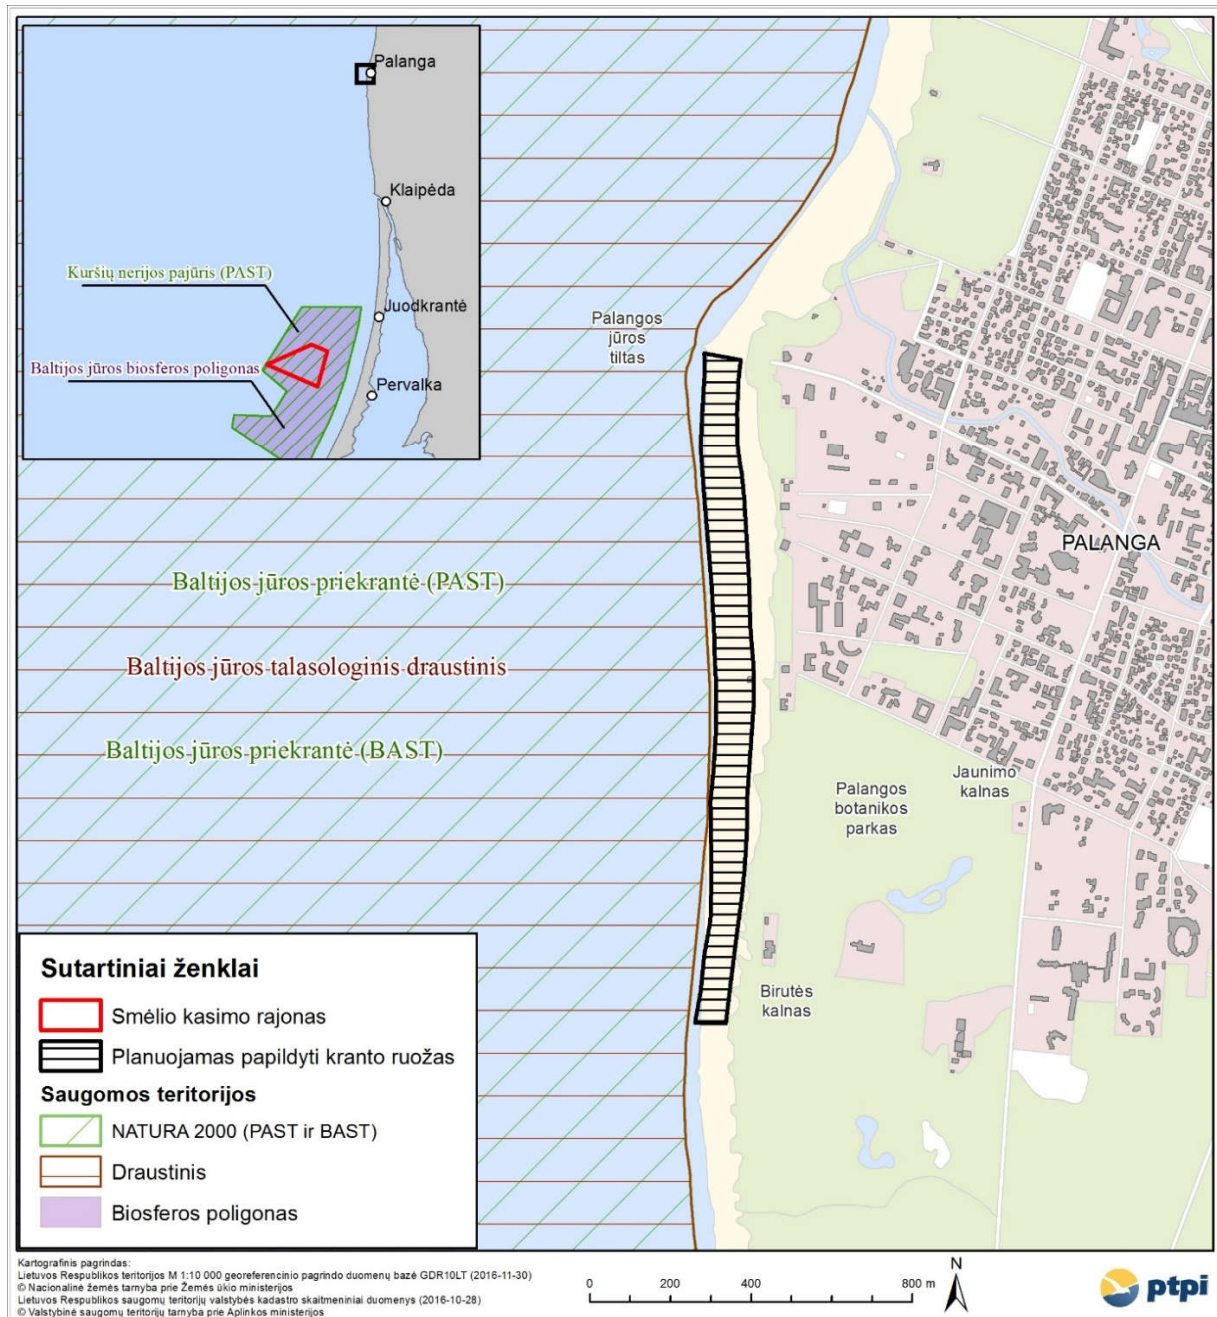 Palanga
Klaipėda
Kuršių nerijos pajūris (PAST)
Juodkrantė
Baltijos jūros biosferos poligonas
Pervalka
Palangos
jūros
tiltas
PALANGA
Baltijos jūros priekrantė (PAST)
Baltijos jūros talasologinis draustinis
Baltijos jūros priekrantė (BAST)
Jaunimo
kalnas
Palangos
botanikos
parkas
Birutės
kalnas
Sutartiniai ženklai
Smėlio kasimo rajonas
Planuojamas papildyti kranto ruožas
Saugomos teritorijos
NATURA 2000 (PAST ir BAST)
Draustinis
Biosferos poligonas
Kartografinis pagrindas:
Lietuvos Respublikos teritorijos M 1:10 000 georeferencinio pagrindo duomenų bazė GDR10LT (2016-11-30)
© Nacionalinė žemės tarnyba prie Žemės ūkio ministerijos
Lietuvos Respublikos saugomų teritorijų valstybės kadastro skaitmeniniai duomenys (2016-10-28)
© Valstybinė saugomų teritorijų tarnyba prie Aplinkos ministerijos
0 200 400 800 m
N
ptpi